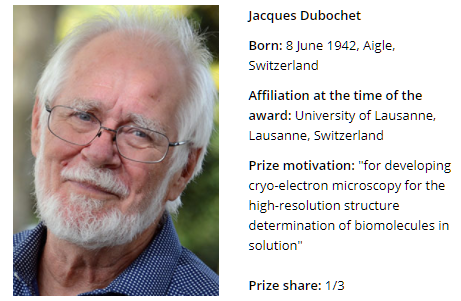 Jacques Dubochet
Born: 8 June 1942, Aigle,
Switzerland
Affiliation at the time of the
award: University of Lausanne,
Lausanne, Switzerland
Prize motivation: "for developing
cryo-electron microscopy for the
high-resolution structure
determination of biomolecules in
solution"
Prize share: 1/3